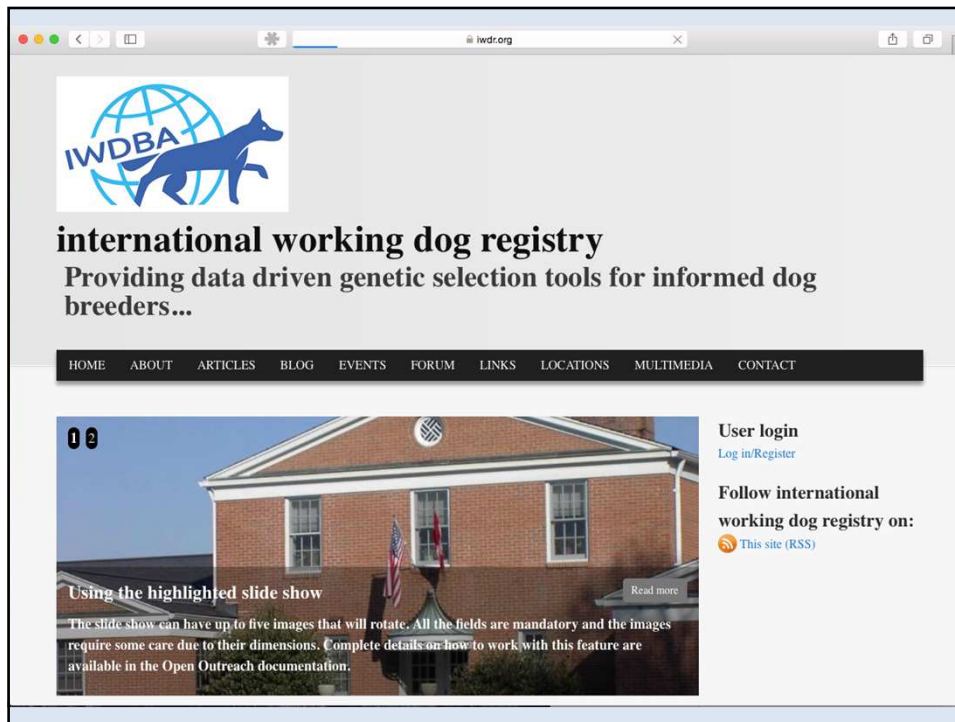 iwdr.org
IWDBA
international working dog registry
Providing data driven genetic selection tools for informed dog
breeders...
HOME ABOUT ARTICLES BLOG EVENTS FORUM LINKS LOCATIONS MULTIMEDIA CONTACT
1 2
User login
Log in/Register
Follow international
working dog registry on:
This site (RSS)
Using the highlighted slide show
Read more
The slide show can have up to five images that will rotate. All the fields are mandatory and the images
require some care due to their dimensions. Complete details on how to work with this feature are
available in the Open Outreach documentation.